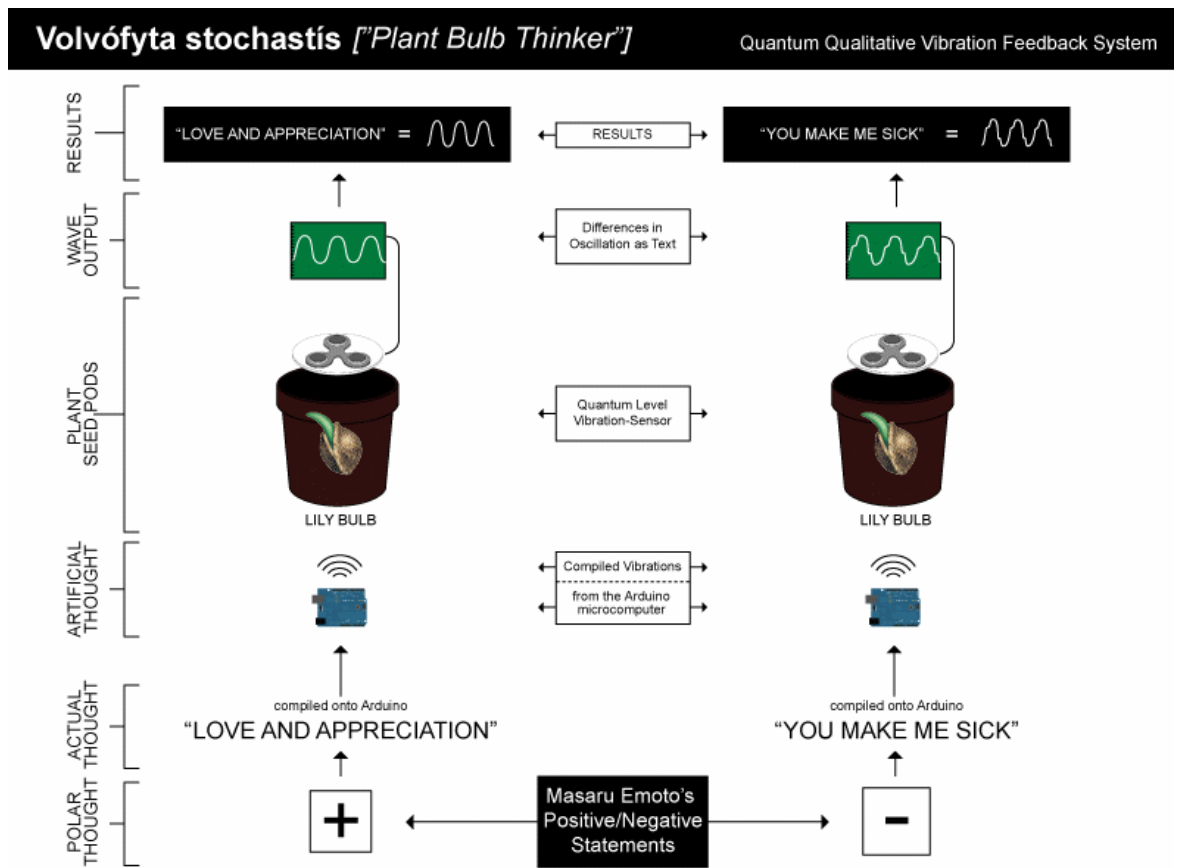 Volvófyta stochastís ["Plant Bulb Thinker"]
Quantum Qualitative Vibration Feedback System
RESULTS
“LOVE AND APPRECIATION” =
RESULTS
“YOU MAKE ME SICK” =
WAVE
OUTPUT
Differences in
Oscillation as Text
PLANT
SEED PODS
Quantum Level
Vibration-Sensor
LILY BULB
LILY BULB
ARTIFICIAL
THOUGHT
Compiled Vibrations
from the Arduino
microcomputer
ACTUAL
THOUGHT
compiled onto Arduino
“LOVE AND APPRECIATION”
compiled onto Arduino
“YOU MAKE ME SICK”
POLAR
THOUGHT
+
Masaru Emoto's
Positive/Negative
Statements
-